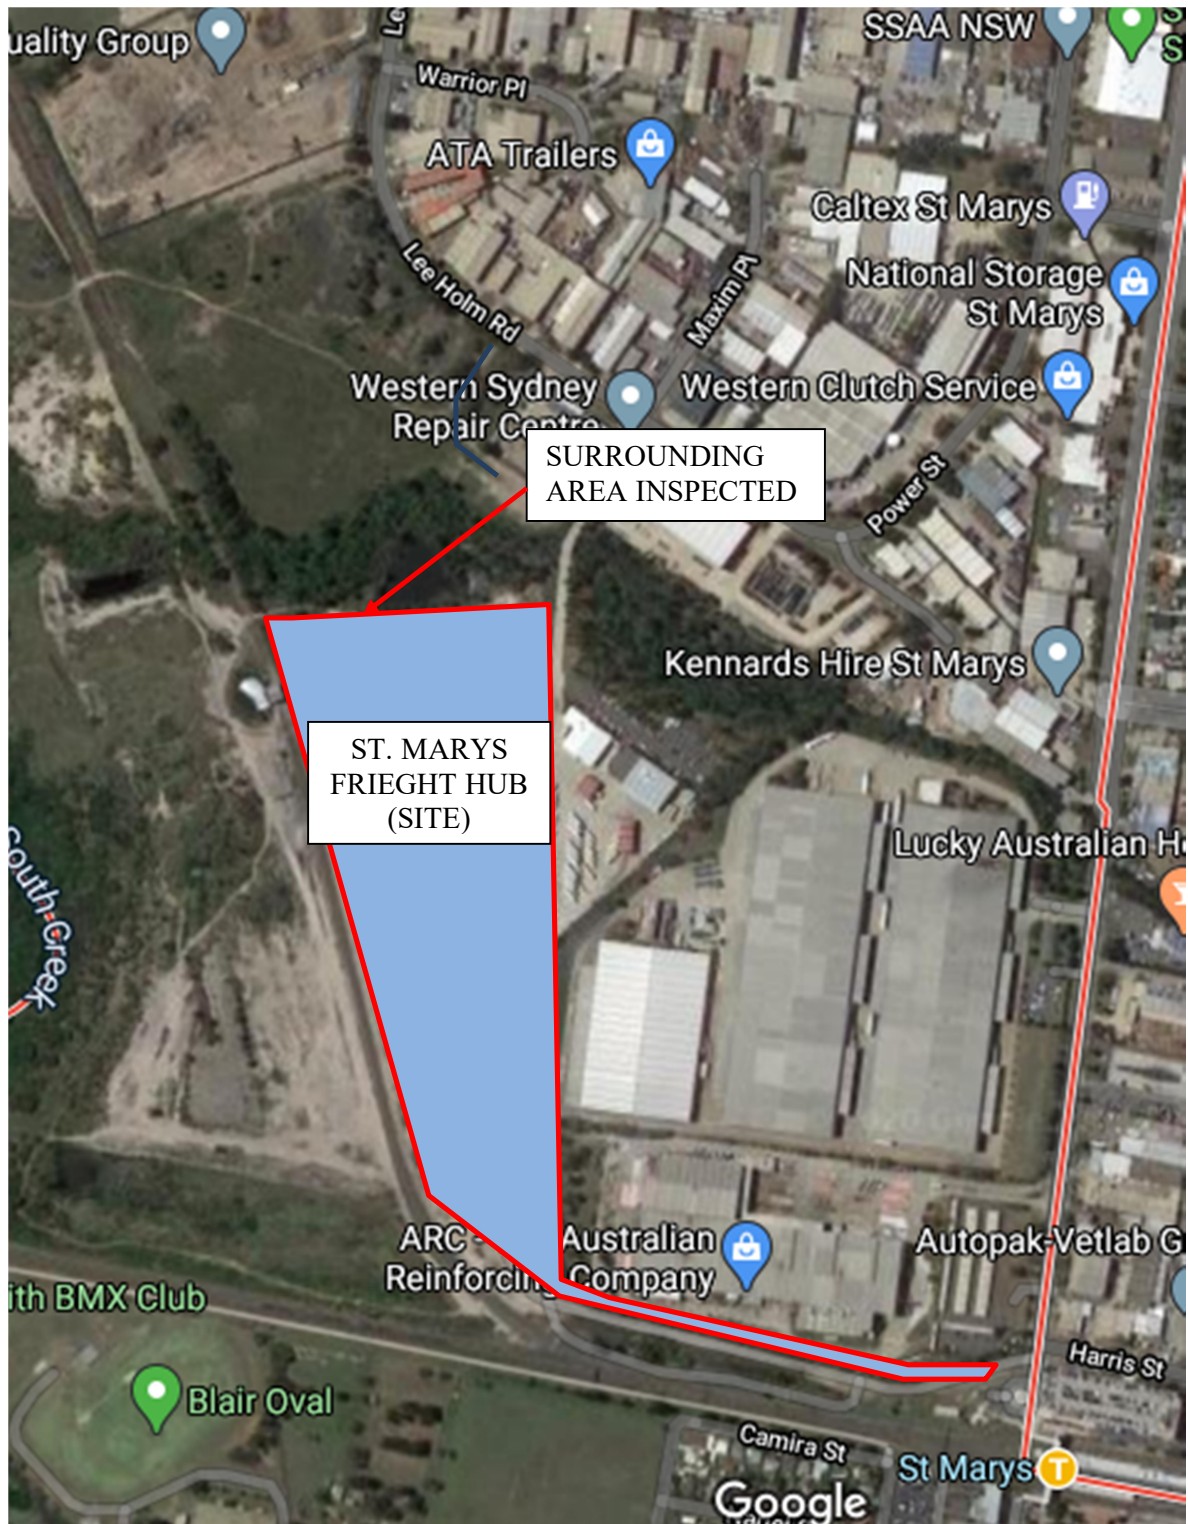 uality Group
SSAA NSW
Warrior Pl
ATA Trailers
Caltex St Marys
Lee Holm Rd
Maxim Pl
National Storage
St Marys
Western Sydney
Repair Centre
Western Clutch Service
SURROUNDING
AREA INSPECTED
Power St
Kennards Hire St Marys
ST. MARYS
FRIEGHT HUB
(SITE)
South Creek
Lucky Australian H
ARC - Australian
Reinforcing Company
Autopak-Vetlab G
ith BMX Club
Harris St
Blair Oval
Camira St
St Marys
T
Google